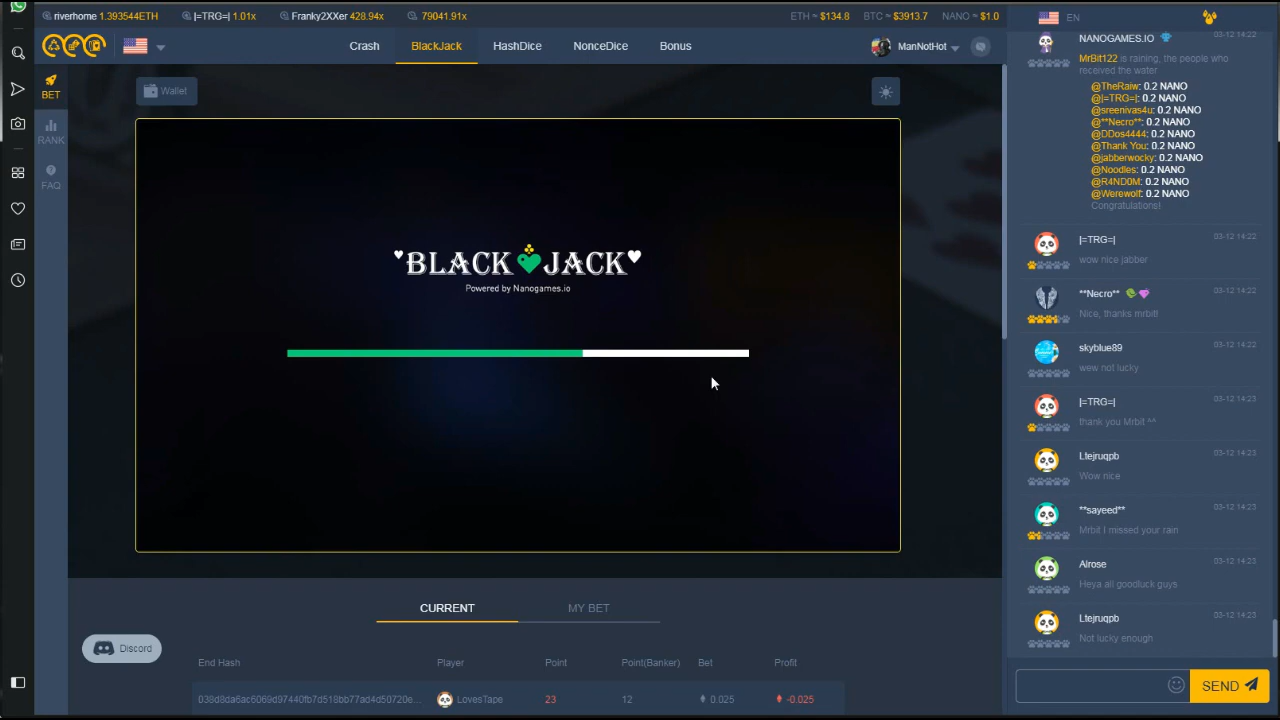 riverhome 1.393544ETH
|=TRG=| 1.01x
Franky2XXer 428.94x
79041.91x
ETH ≈ $134.8
BTC ≈ $3913.7
NANO ≈ $1.0
EN
Crash
BlackJack
HashDice
NonceDice
Bonus
ManNotHot
BET
RANK
FAQ
Wallet
BLACK JACK
Powered by Nanogames.io
CURRENT
MY BET
Discord
End Hash
Player
Point
Point(Banker)
Bet
Profit
038d8da6ac6069d97440fb7d518bb77ad4d50720e...
LovesTape
23
12
0.025
-0.025
NANOGAMES.IO
03-12 14:22
MrBit122 is raining, the people who
received the water
@TheRaiw: 0.2 NANO
@|=TRG=|: 0.2 NANO
@sreenivas4u: 0.2 NANO
@**Necro**: 0.2 NANO
@DDos4444: 0.2 NANO
@Thank You: 0.2 NANO
@jabberwocky: 0.2 NANO
@Noodles: 0.2 NANO
@R4ND0M: 0.2 NANO
@Werewolf: 0.2 NANO
Congratulations!
|=TRG=|
03-12 14:22
wow nice jabber
**Necro**
03-12 14:22
Nice, thanks mrbit!
skyblue89
03-12 14:22
wew not lucky
|=TRG=|
03-12 14:23
thank you Mrbit ^^
Ltejruqpb
03-12 14:23
Wow nice
**sayeed**
03-12 14:23
Mrbit I missed your rain
Alrose
03-12 14:23
Heya all goodluck guys
Ltejruqpb
03-12 14:23
Not lucky enough
SEND